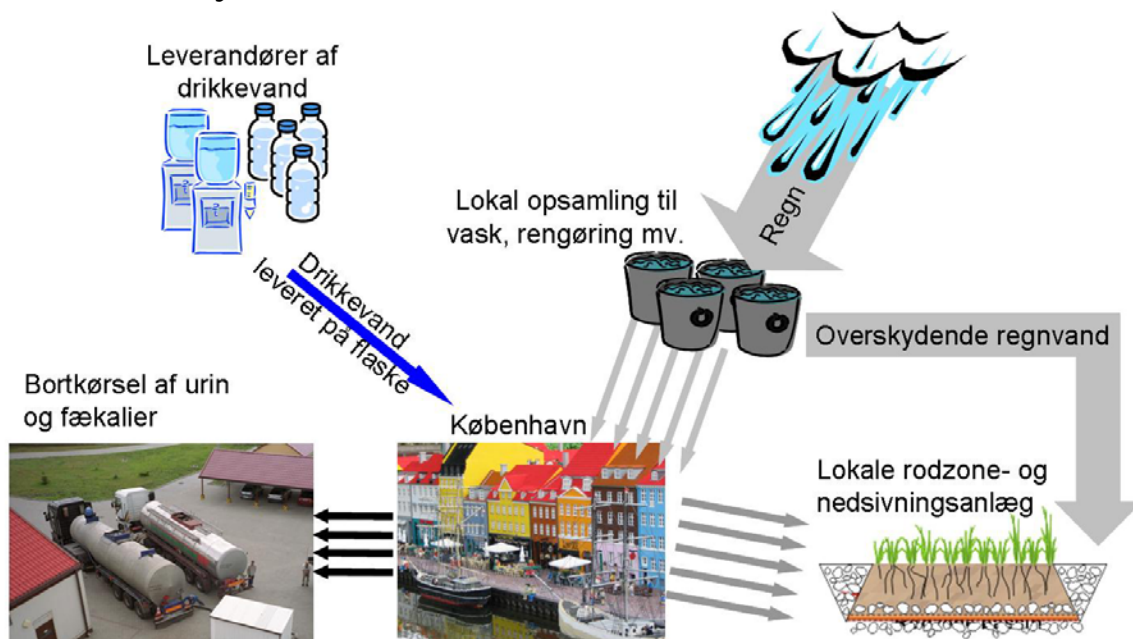 Leverandører af
drikkevand
Regn
Lokal opsamling til
vask, rengøring mv.
Drikkevand
leveret på flaske
Overskydende regnvand
Bortkørsel af urin
og fækalier
København
Lokale rodzone- og
nedsivningsanlæg